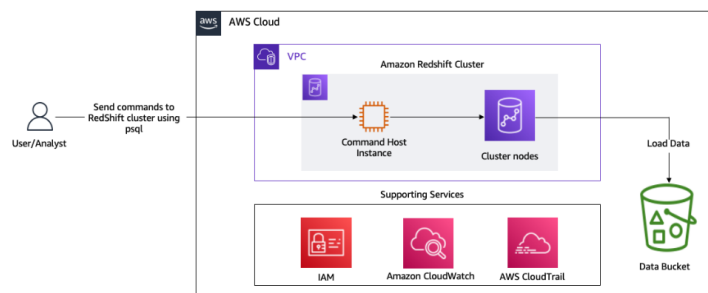 aws
AWS Cloud
VPC
Amazon Redshift Cluster
Send commands to
RedShift cluster using
psql
User/Analyst
Command Host
Instance
Cluster nodes
Load Data
Supporting Services
IAM
Amazon CloudWatch
AWS CloudTrail
Data Bucket